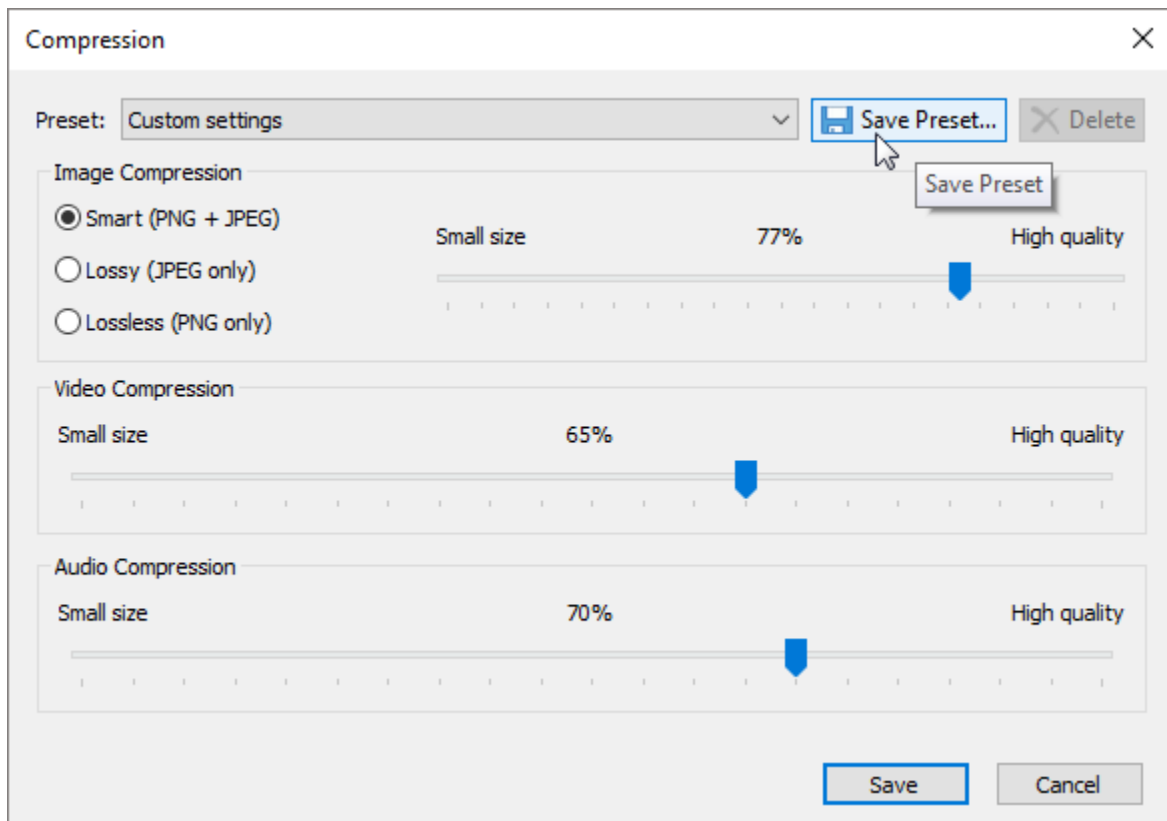 Compression
Preset: Custom settings Save Preset... Delete
Save Preset
Image Compression
Smart (PNG + JPEG)
Small size 77% High quality
Lossy (JPEG only)
Lossless (PNG only)
Video Compression
Small size 65% High quality
Audio Compression
Small size 70% High quality
Save Cancel